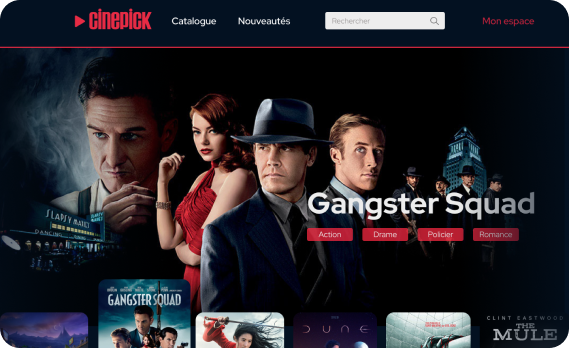 cinepick
Catalogue
Nouveautés
Rechercher
Mon espace
SLAPSY MAXIE'S
DANCING
Gangster Squad
Action
Drame
Policier
Romance
GANGSTER SQUAD
DUNE
CLINT EASTWOOD
THE
MULE